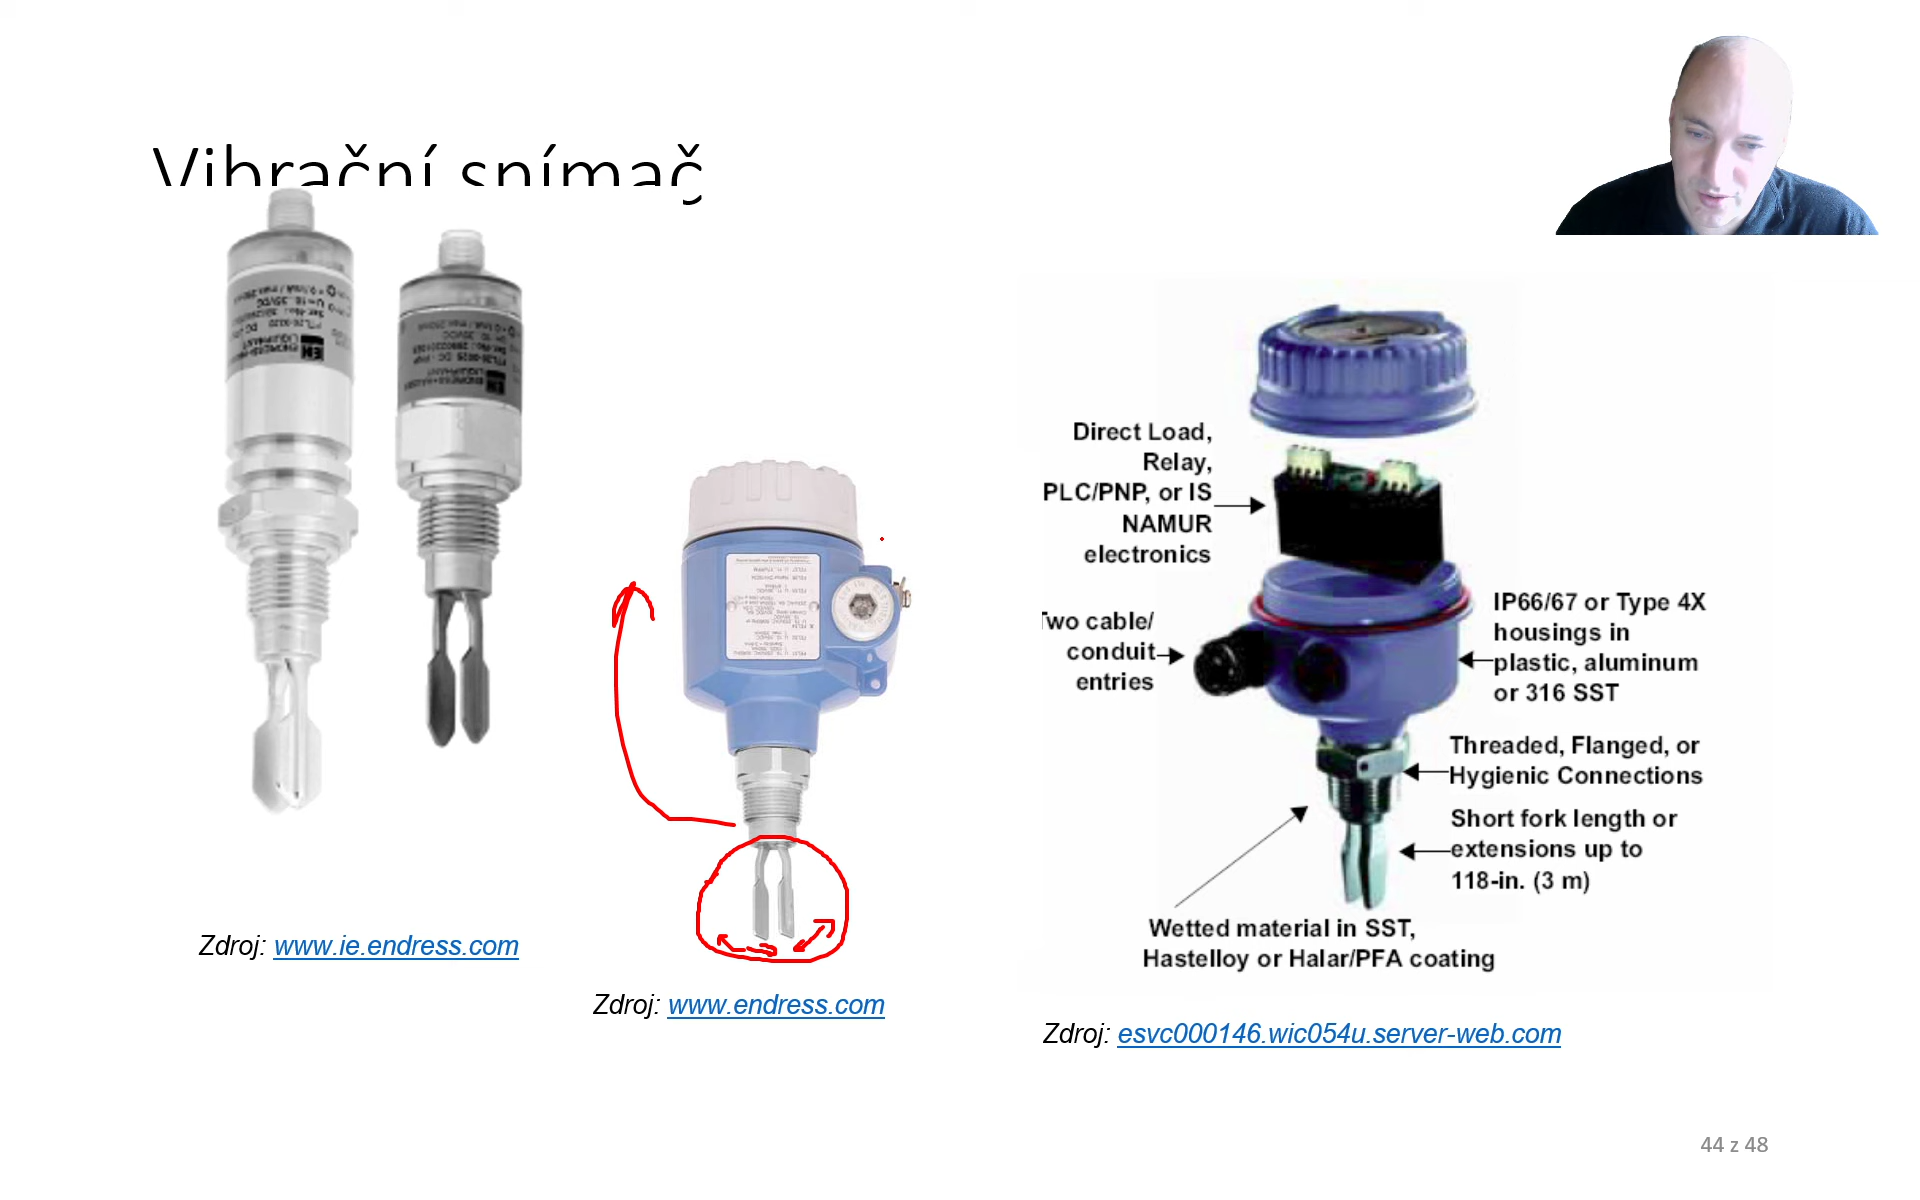 Vibrační snímač
Direct Load,
Relay,
PLC/PNP, or IS
NAMUR
electronics
Two cable/
conduit
entries
IP66/67 or Type 4X
housings in
plastic, aluminum
or 316 SST
Threaded, Flanged, or
Hygienic Connections
Short fork length or
extensions up to
118-in. (3 m)
Wetted material in SST,
Hastelloy or Halar/PFA coating
Zdroj: www.ie.endress.com
Zdroj: www.endress.com
Zdroj: esvc000146.wic054u.server-web.com
44 z 48